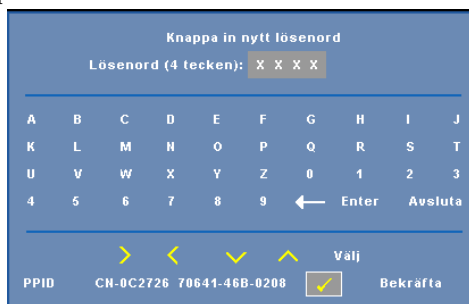 Knappa in nytt lösenord
Lösenord (4 tecken): X X X X
A B C D E F G H I J
K L M N O P Q R S T
U V W X Y Z 0 1 2 3
4 5 6 7 8 9 Enter Avsluta
Välj
PPID CN-0C2726 70641-46B-0208 Bekräfta